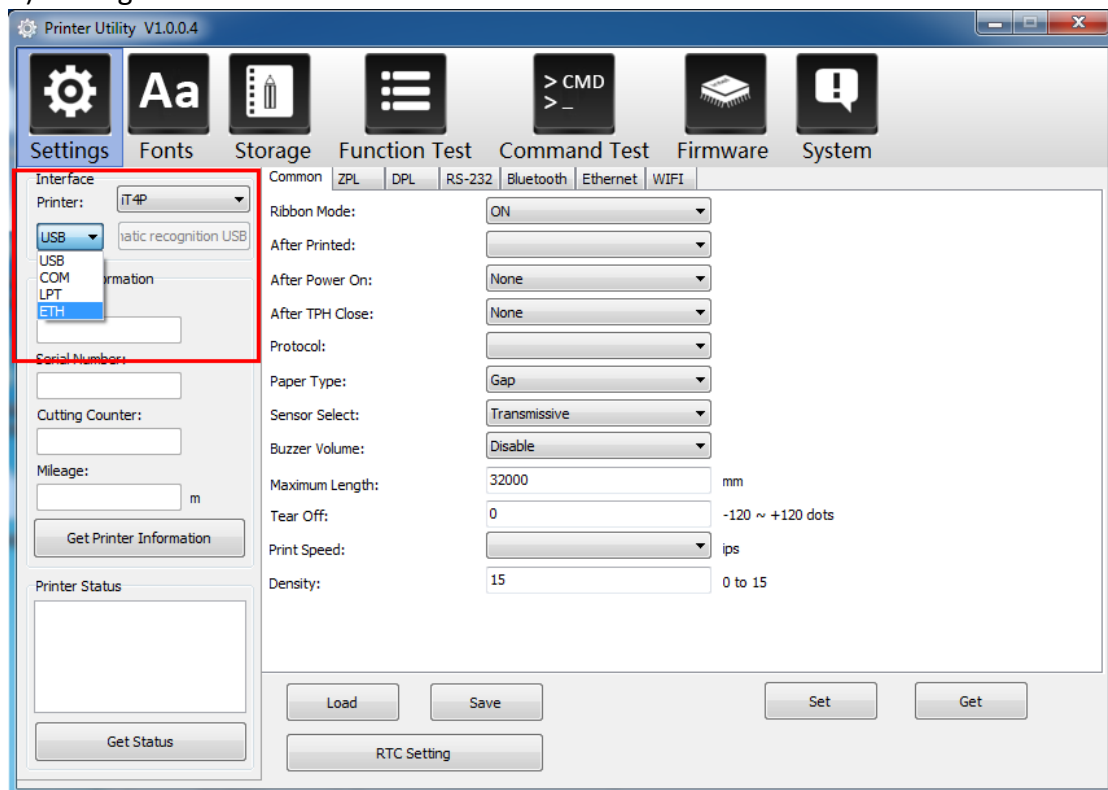 Printer Utility V1.0.0.4
> CMD
>_
Aa
Settings Fonts Storage Function Test Command Test Firmware System
Interface
Printer: iT4P
USB natic recognition USB
USB
COM
LPT
ETH
rmation
Serial Number:
Cutting Counter:
Mileage:
m
Get Printer Information
Printer Status
Get Status
Common ZPL DPL RS-232 Bluetooth Ethernet WIFI
Ribbon Mode: ON
After Printed:
After Power On: None
After TPH Close: None
Protocol:
Paper Type: Gap
Sensor Select: Transmissive
Buzzer Volume: Disable
Maximum Length: 32000 mm
Tear Off: 0 -120 ~ +120 dots
Print Speed: ips
Density: 15 0 to 15
Load Save Set Get
RTC Setting